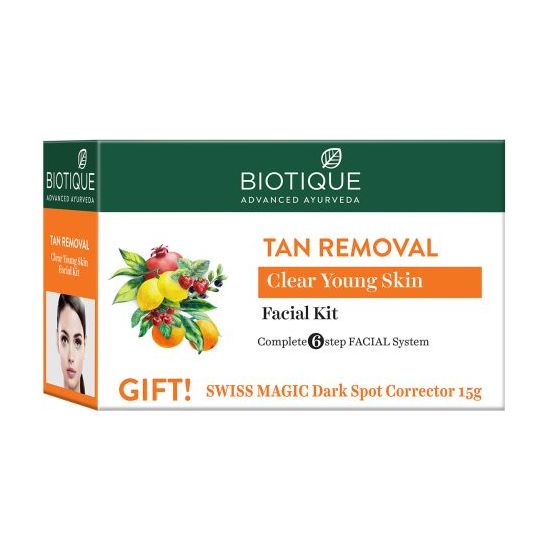 BIOTIQUE
ADVANCED AYURVEDA
TAN REMOVAL
Clear Young Skin
Facial Kit
BIOTIQUE
ADVANCED AYURVEDA
TAN REMOVAL
Clear Young Skin
Facial Kit
Complete 6 step FACIAL System
GIFT! SWISS MAGIC Dark Spot Corrector 15g